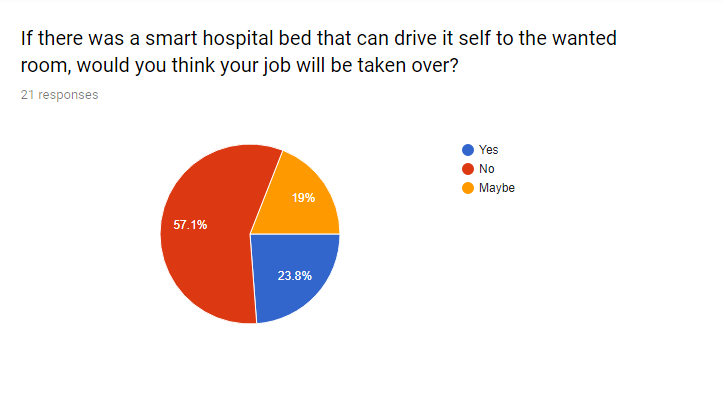 If there was a smart hospital bed that can drive it self to the wanted
room, would you think your job will be taken over?
21 responses
Yes
No
Maybe
19%
57.1%
23.8%